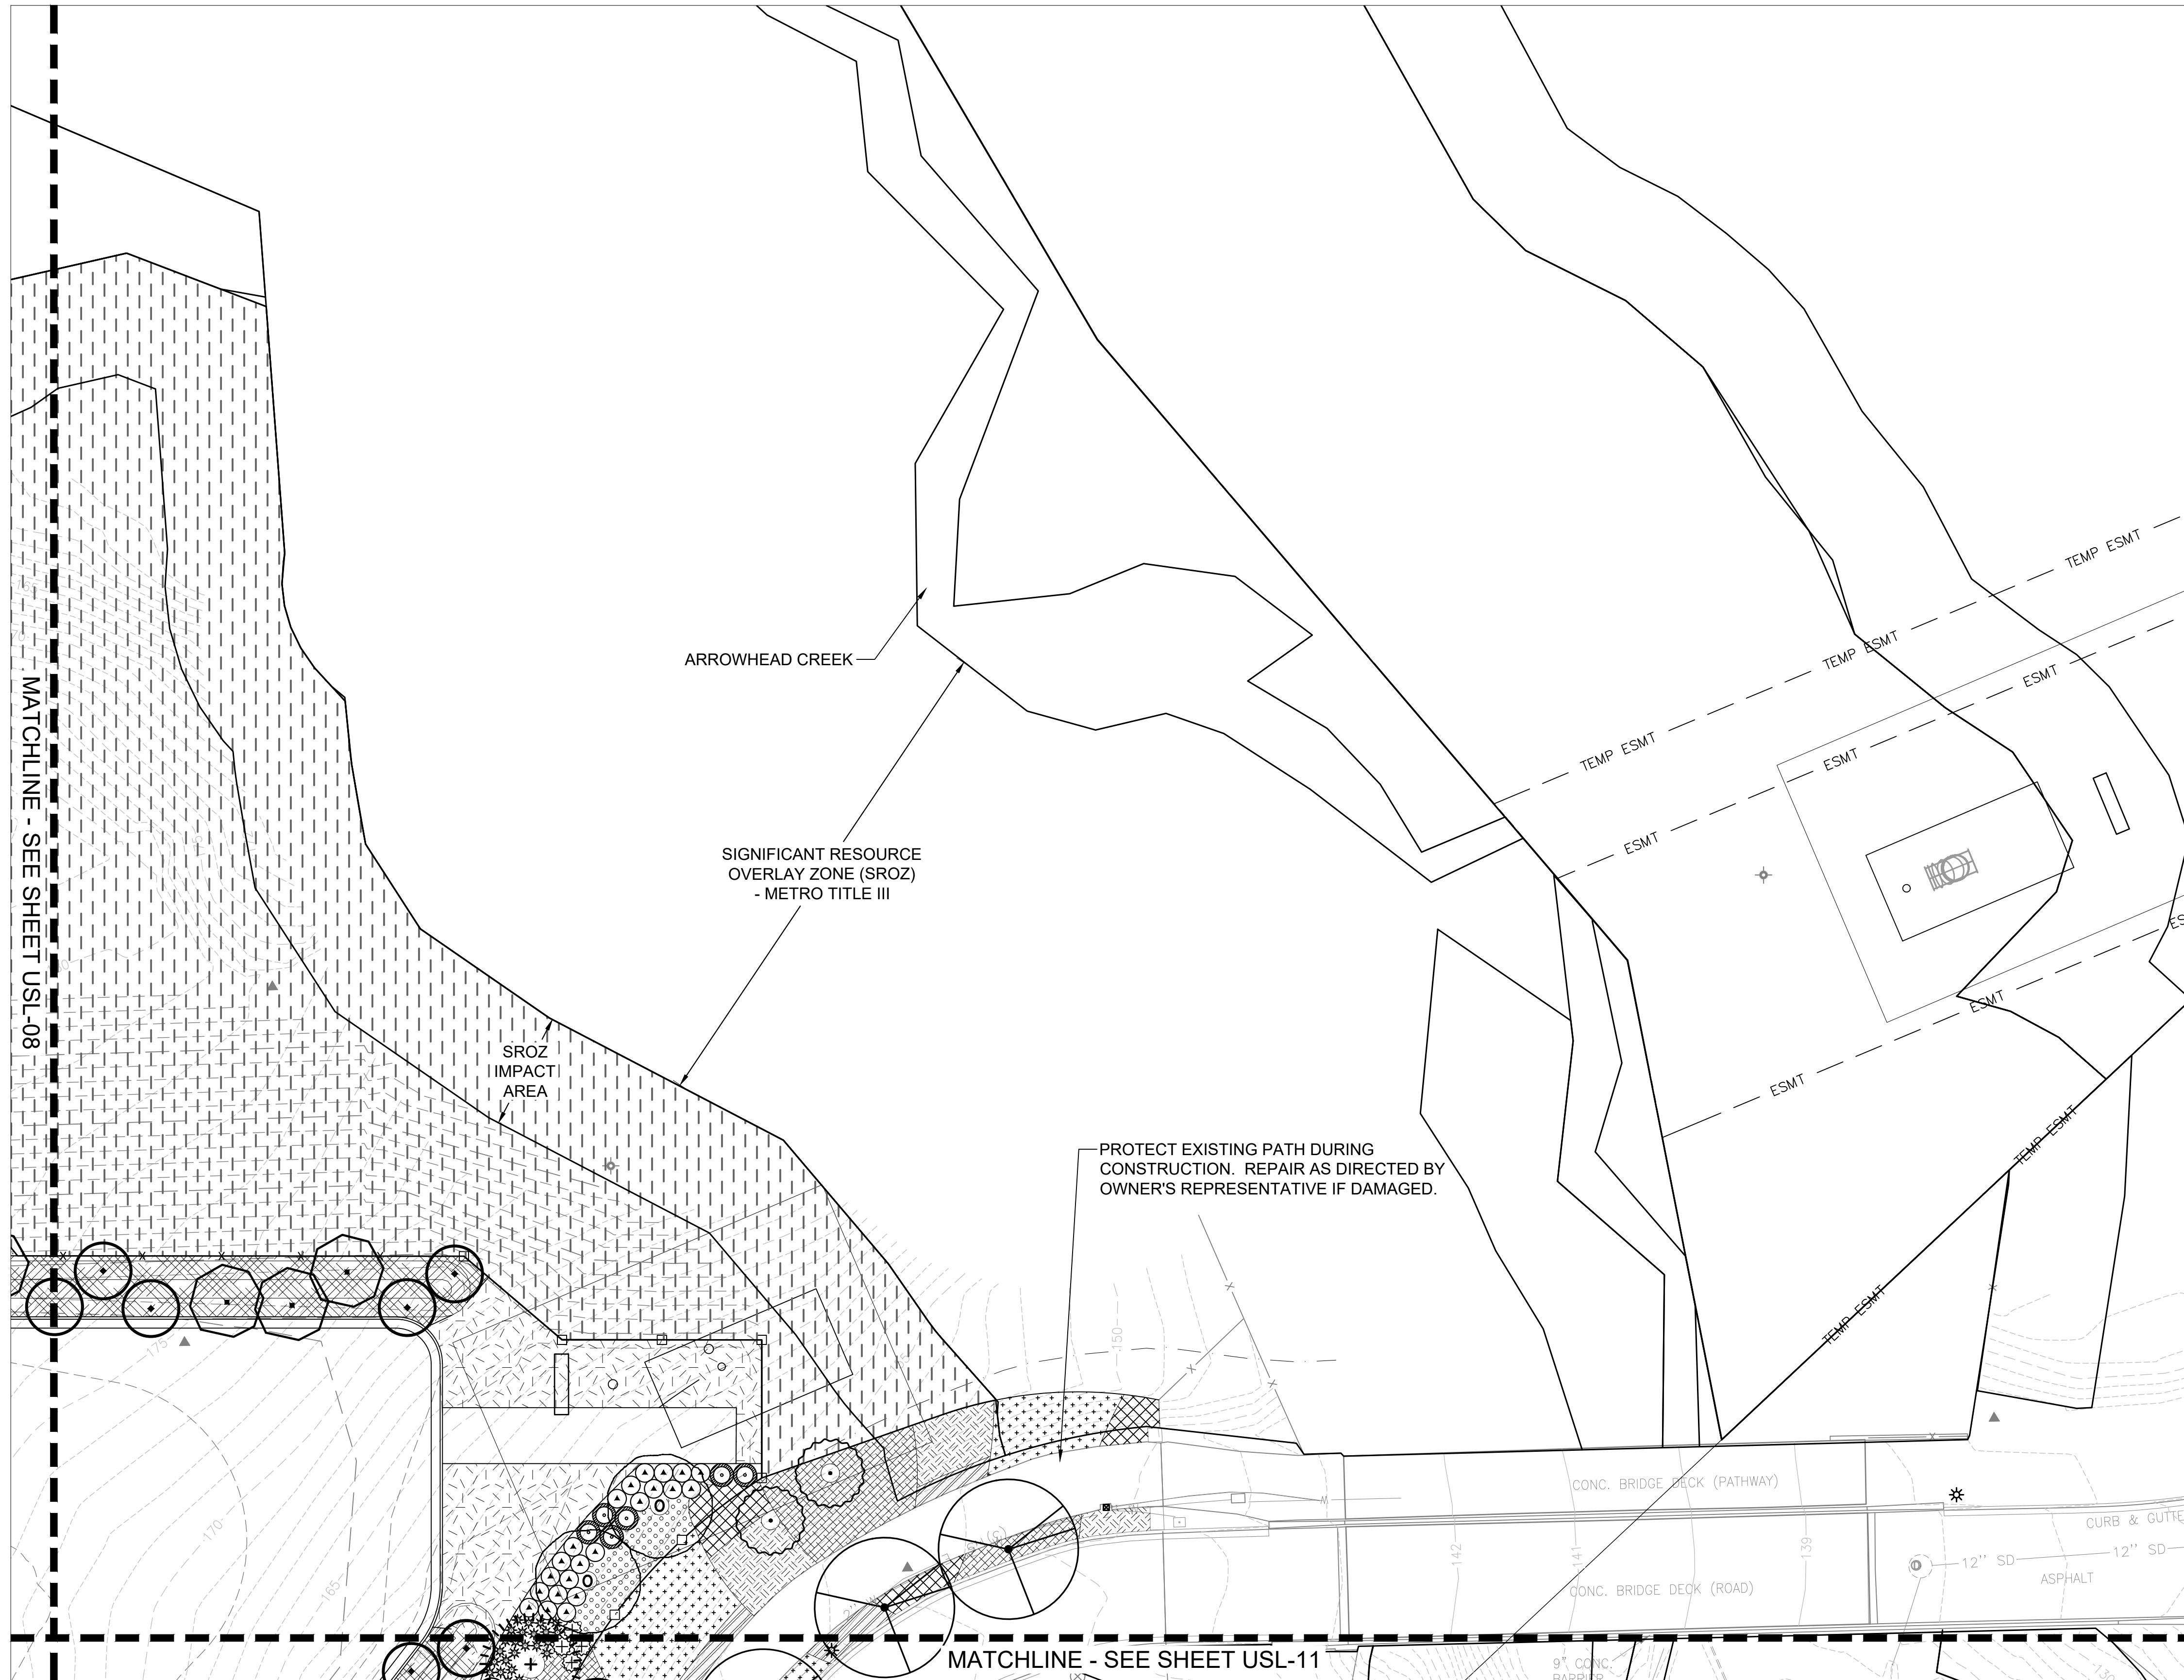 TEMP ESMT
TEMP ESMT
ESMT
TEMP ESMT
ESMT
ESMT
ARROWHEAD CREEK
SIGNIFICANT RESOURCE
OVERLAY ZONE (SROZ)
- METRO TITLE III
MATCHLINE - SEE SHEET USL-08
ESMT
SROZ
IMPACT
AREA
ESMT
TEMP ESMT
PROTECT EXISTING PATH DURING
CONSTRUCTION.  REPAIR AS DIRECTED BY
OWNER'S REPRESENTATIVE IF DAMAGED.
TEMP ESMT
150
175
170
165
CONC. BRIDGE DECK (PATHWAY)
142
141
139
CURB & GUTTE
12" SD
12" SD
ASPHALT
CONC. BRIDGE DECK (ROAD)
MATCHLINE - SEE SHEET USL-11
9" CONC.
BARRIER